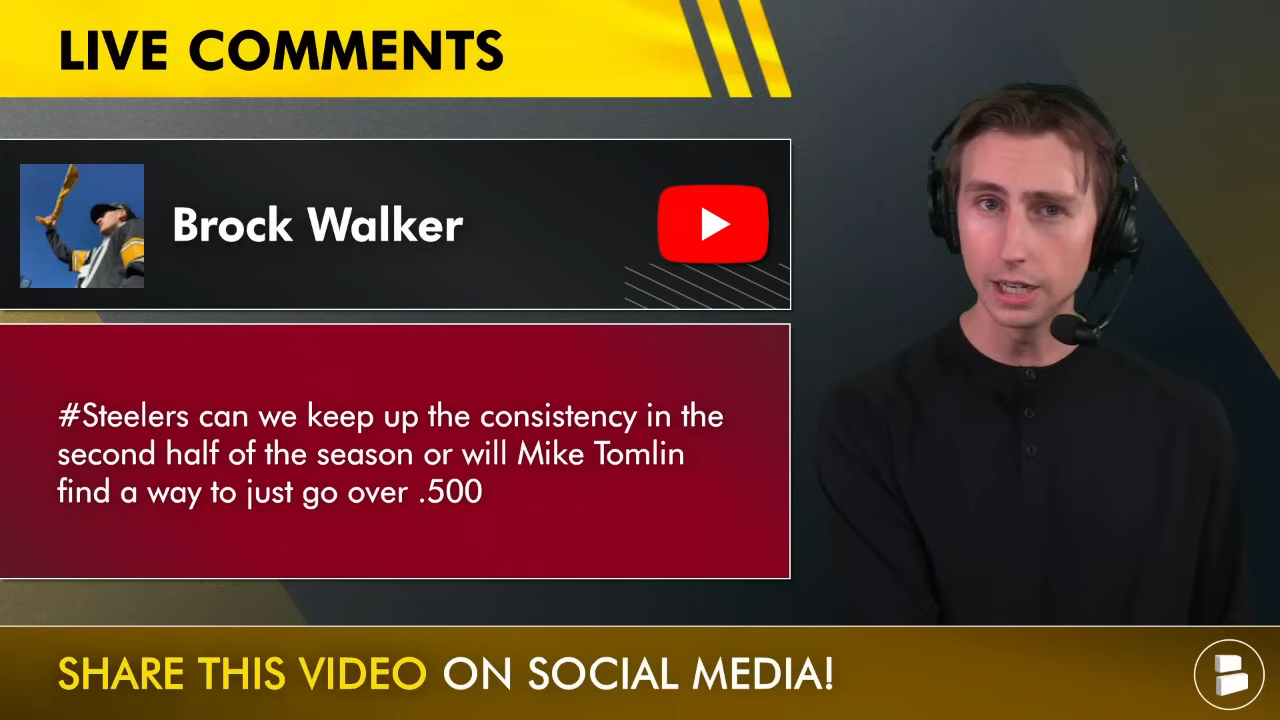 LIVE COMMENTS
Brock Walker
#Steelers can we keep up the consistency in the
second half of the season or will Mike Tomlin
find a way to just go over .500
SHARE THIS VIDEO ON SOCIAL MEDIA!